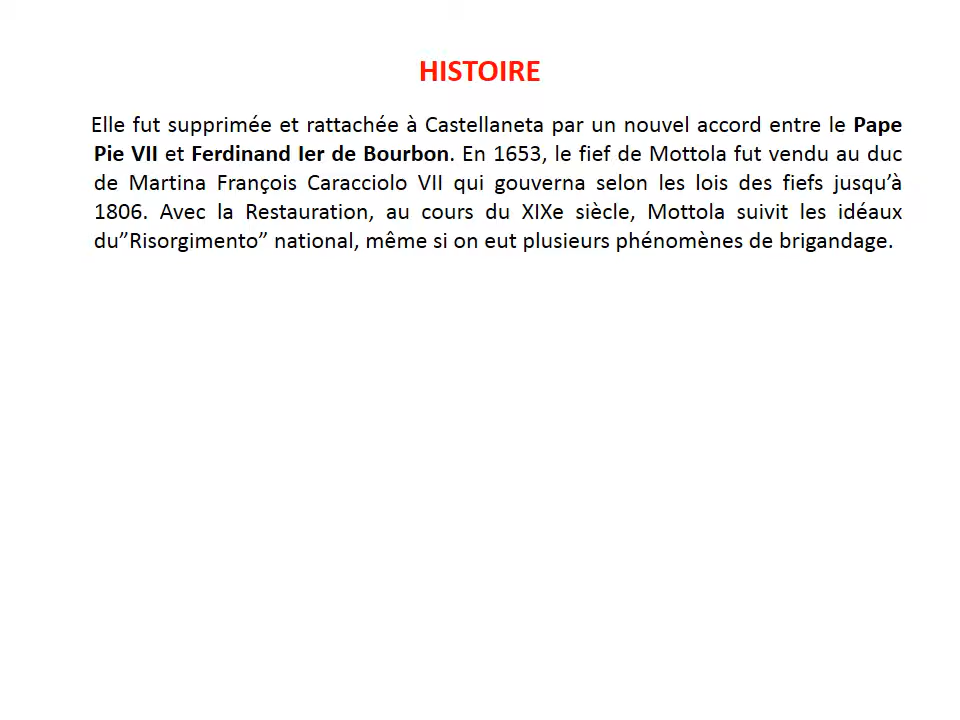 HISTOIRE
Elle fut supprimée et rattachée à Castellaneta par un nouvel accord entre le Pape
Pie VII et Ferdinand Ier de Bourbon. En 1653, le fief de Mottola fut vendu au duc
de Martina François Caracciolo VII qui gouverna selon les lois des fiefs jusqu’à
1806. Avec la Restauration, au cours du XIXe siècle, Mottola suivit les idéaux
du”Risorgimento” national, même si on eut plusieurs phénomènes de brigandage.